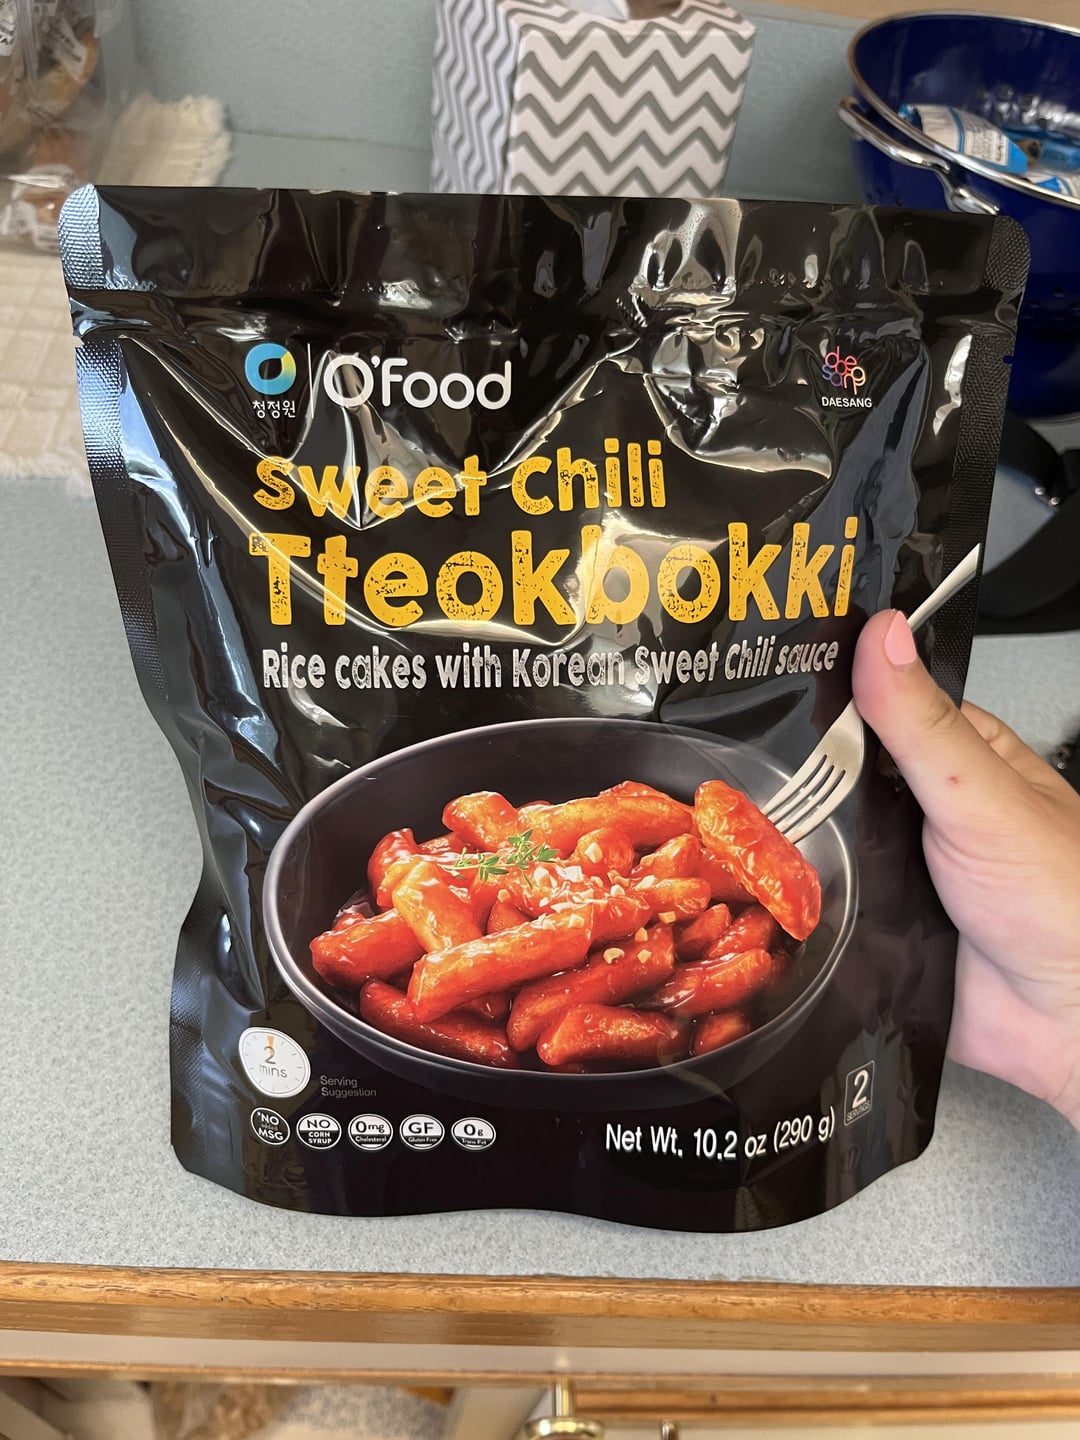 청정원
O'Food
daesang
DAESANG
Sweet Chili
Tteokbokki
Rice cakes with Korean Sweet Chili sauce
2
mins
Serving
Suggestion
*NO
MSG
NO
CORN
SYRUP
0mg
Cholesterol
GF
Gluten Free
0g
Trans Fat
Net Wt. 10.2 oz (290 g)
2
SERVINGS